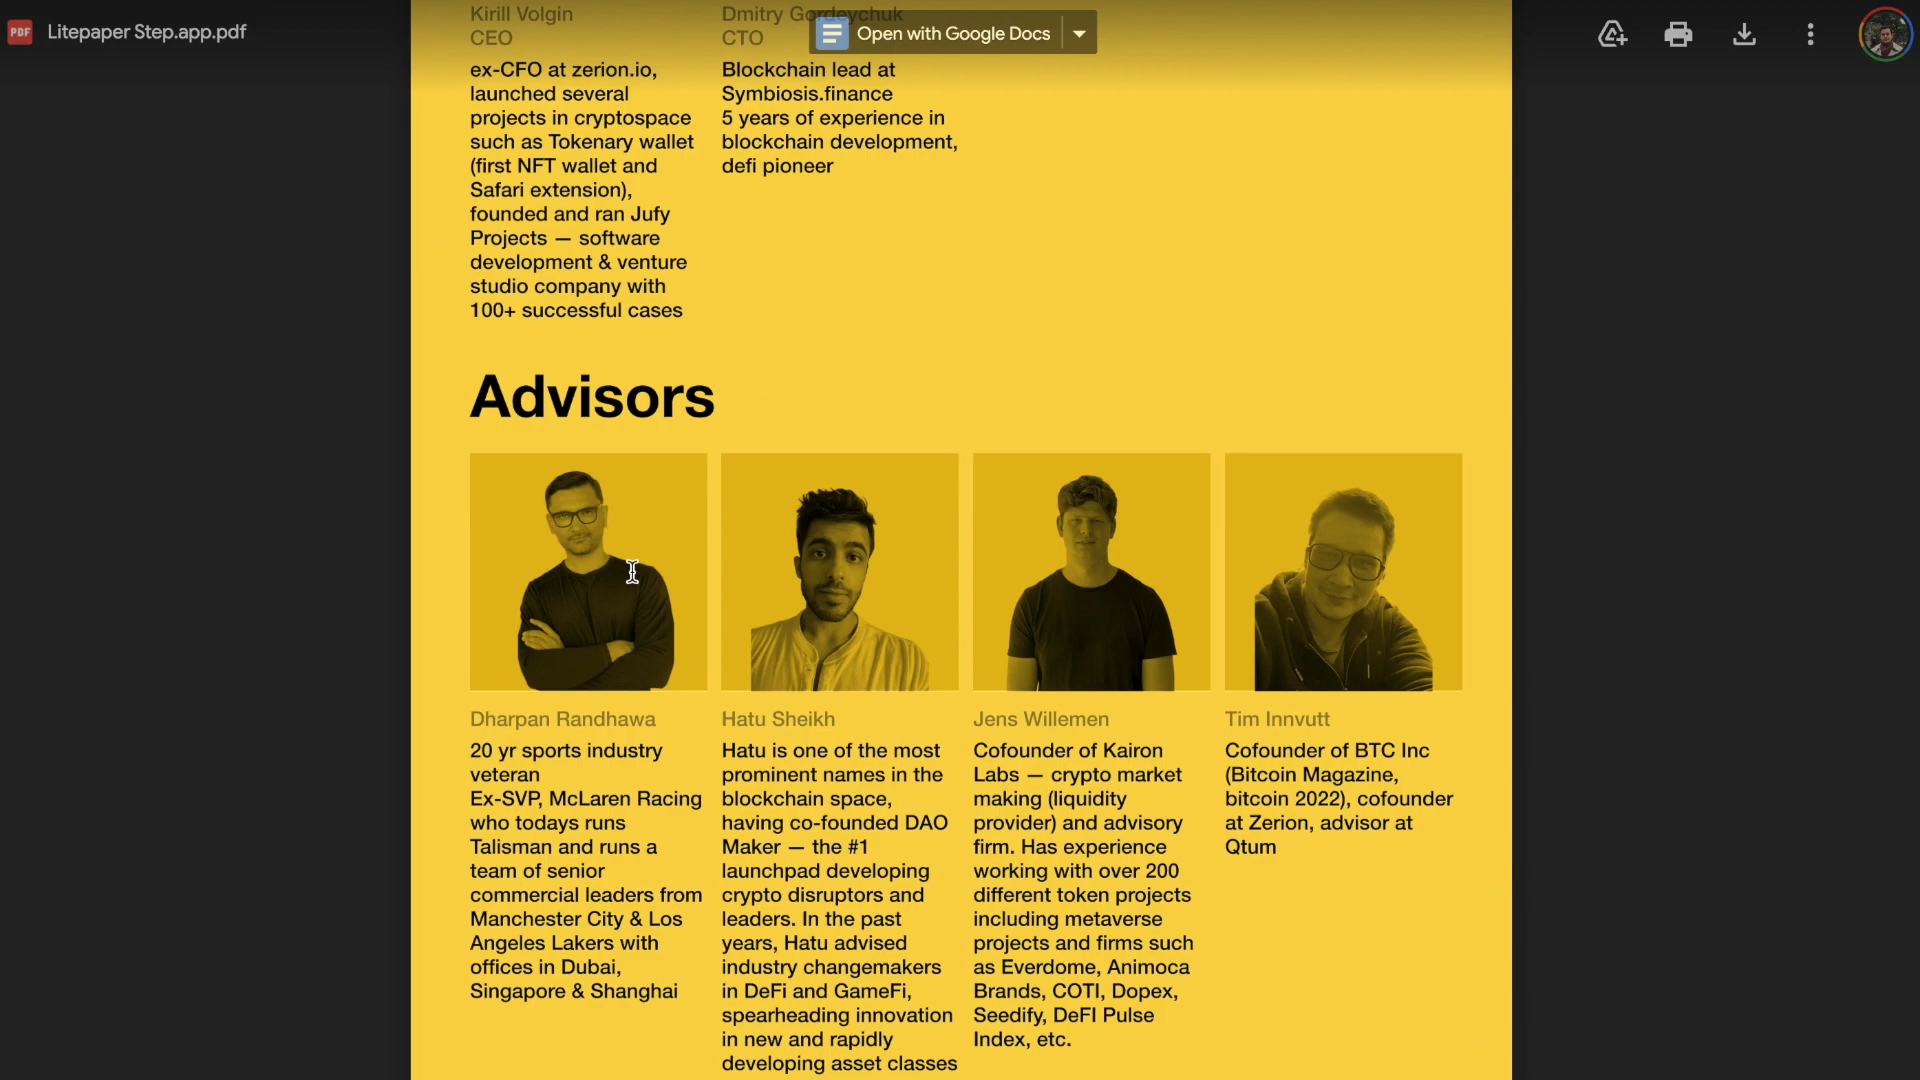 PDF
Litepaper Step.app.pdf
Open with Google Docs
Kirill Volgin
CEO
ex-CFO at zerion.io,
launched several
projects in cryptospace
such as Tokenary wallet
(first NFT wallet and
Safari extension),
founded and ran Jufy
Projects — software
development & venture
studio company with
100+ successful cases
Dmitry Gordeychuk
CTO
Blockchain lead at
Symbiosis.finance
5 years of experience in
blockchain development,
defi pioneer
Advisors
Dharpan Randhawa
20 yr sports industry
veteran
Ex-SVP, McLaren Racing
who todays runs
Talisman and runs a
team of senior
commercial leaders from
Manchester City & Los
Angeles Lakers with
offices in Dubai,
Singapore & Shanghai
Hatu Sheikh
Hatu is one of the most
prominent names in the
blockchain space,
having co-founded DAO
Maker — the #1
launchpad developing
crypto disruptors and
leaders. In the past
years, Hatu advised
industry changemakers
in DeFi and GameFi,
spearheading innovation
in new and rapidly
developing asset classes
Jens Willemen
Cofounder of Kairon
Labs — crypto market
making (liquidity
provider) and advisory
firm. Has experience
working with over 200
different token projects
including metaverse
projects and firms such
as Everdome, Animoca
Brands, COTI, Dopex,
Seedify, DeFI Pulse
Index, etc.
Tim Innvutt
Cofounder of BTC Inc
(Bitcoin Magazine,
bitcoin 2022), cofounder
at Zerion, advisor at
Qtum